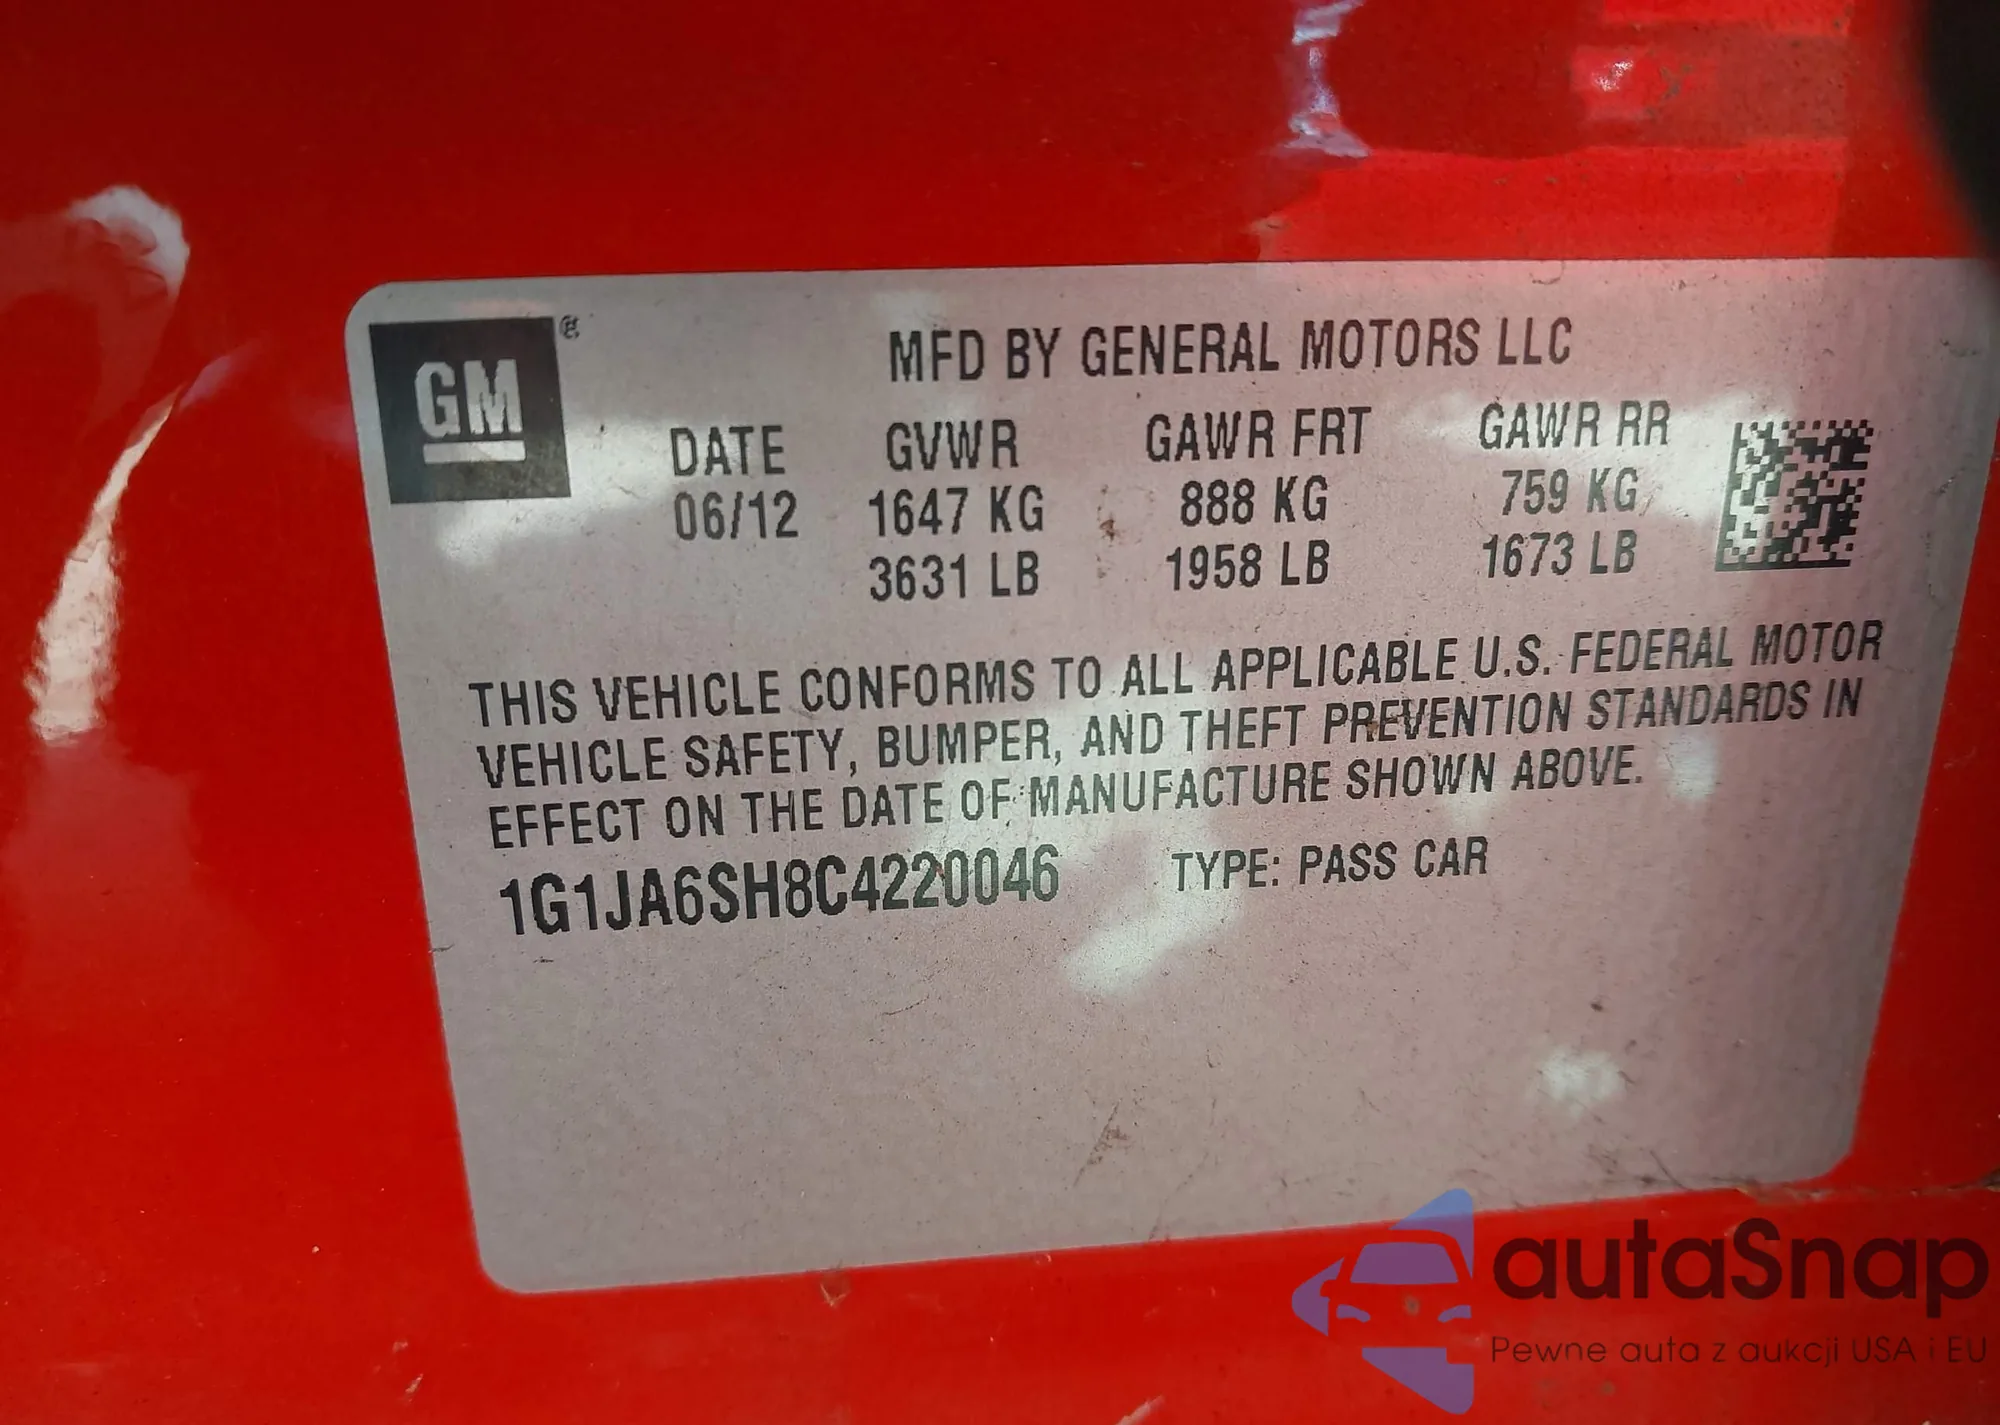 GM ®
MFD BY GENERAL MOTORS LLC
DATE GVWR GAWR FRT GAWR RR
06/12 1647 KG 888 KG 759 KG
3631 LB 1958 LB 1673 LB
THIS VEHICLE CONFORMS TO ALL APPLICABLE U.S. FEDERAL MOTOR
VEHICLE SAFETY, BUMPER, AND THEFT PREVENTION STANDARDS IN
EFFECT ON THE DATE OF MANUFACTURE SHOWN ABOVE.
1G1JA6SH8C4220046 TYPE: PASS CAR
autaSnap
Pewne auta z aukcji USA i EU